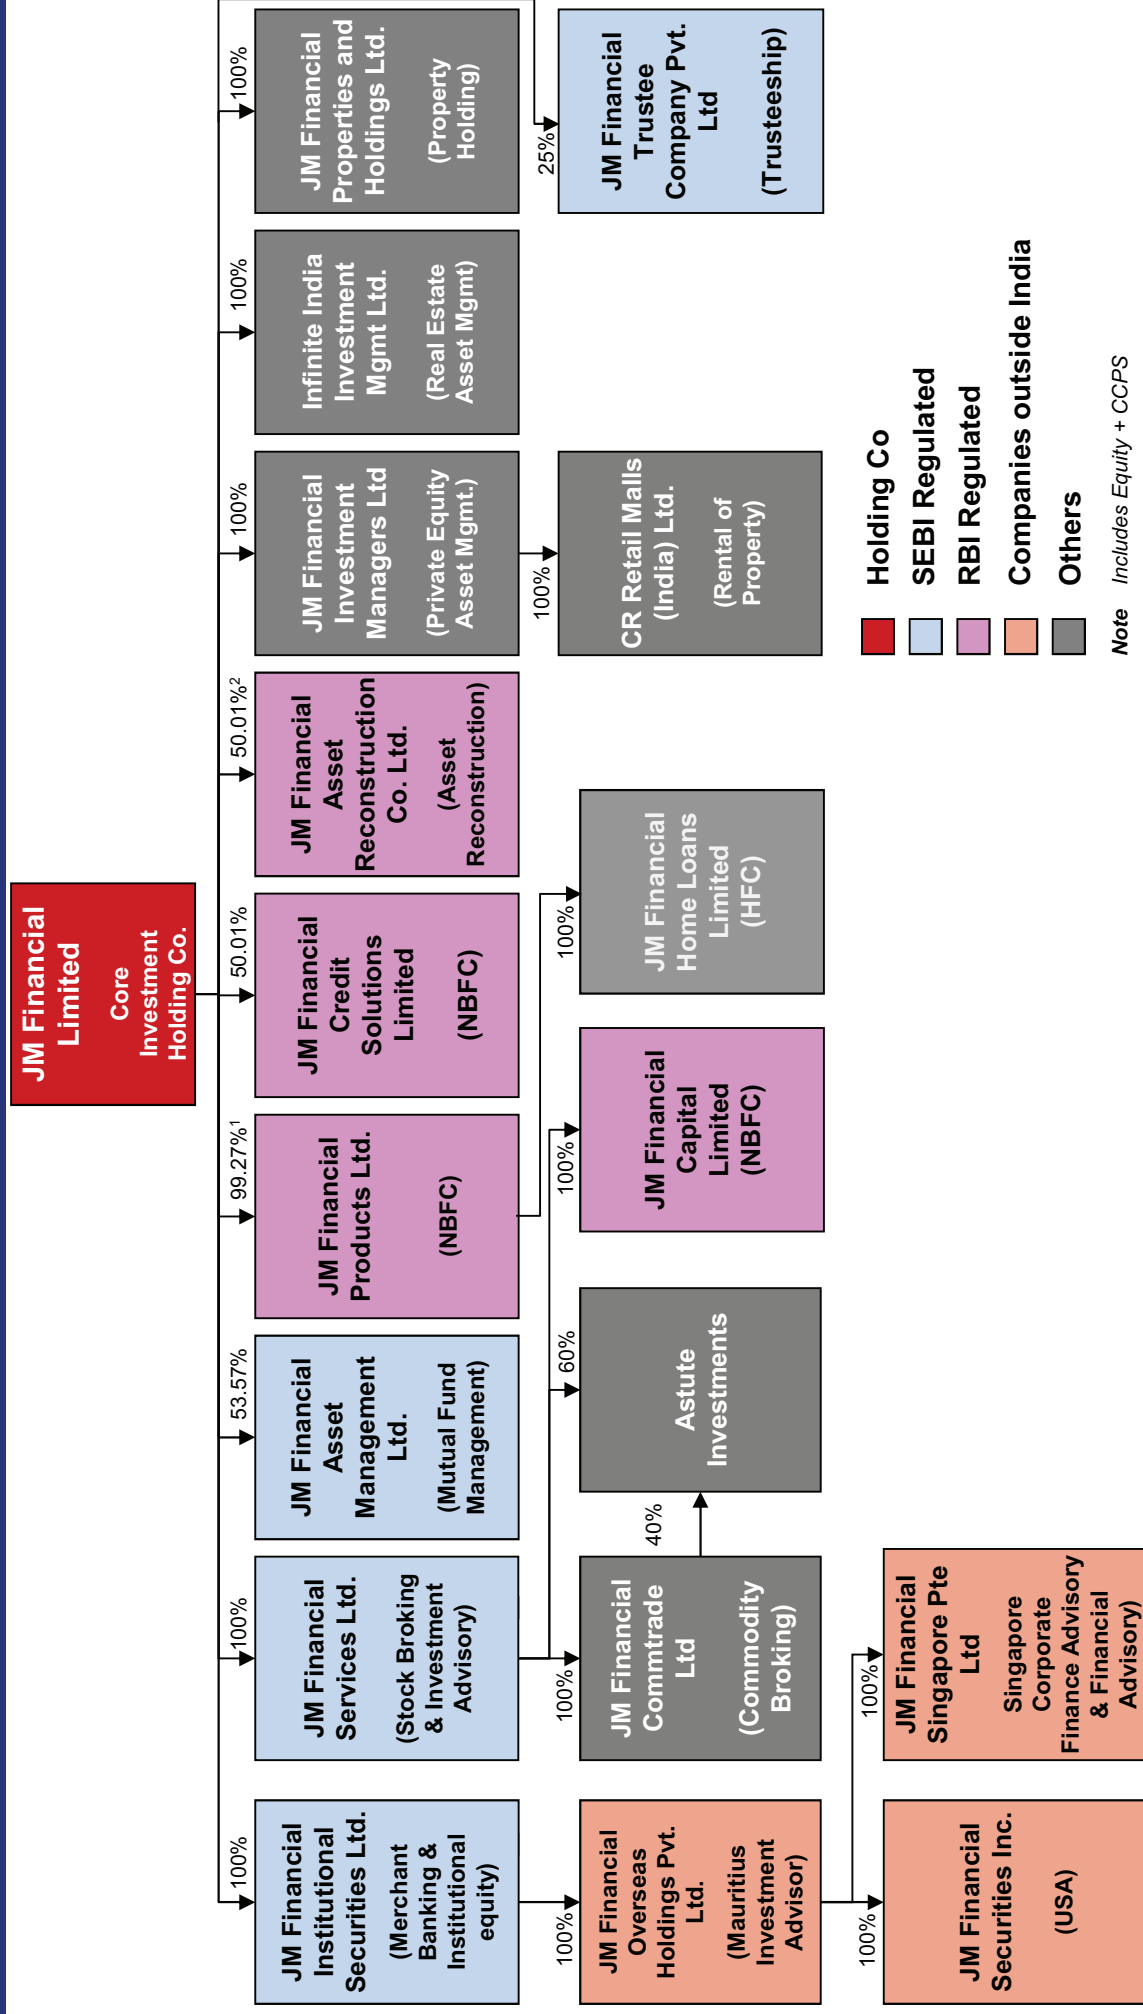 JM Financial
Limited
Core
Investment
Holding Co.
100%
100%
53.57%
99.27%1
50.01%
50.01%2
100%
100%
100%
JM Financial
Institutional
Securities Ltd.
(Merchant
Banking &
Institutional
equity)
JM Financial
Services Ltd.
(Stock Broking
& Investment
Advisory)
JM Financial
Asset
Management
Ltd.
(Mutual Fund
Management)
JM Financial
Products Ltd.
(NBFC)
JM Financial
Credit
Solutions
Limited
(NBFC)
JM Financial
Asset
Reconstruction
Co. Ltd.
(Asset
Reconstruction)
JM Financial
Investment
Managers Ltd
(Private Equity
Asset Mgmt.)
Infinite India
Investment
Mgmt Ltd.
(Real Estate
Asset Mgmt)
JM Financial
Properties and
Holdings Ltd.
(Property
Holding)
100%
100%
60%
100%
100%
100%
25%
JM Financial
Overseas
Holdings Pvt.
Ltd.
(Mauritius
Investment
Advisor)
JM Financial
Commtrade
Ltd
(Commodity
Broking)
40%
Astute
Investments
JM Financial
Capital
Limited
(NBFC)
JM Financial
Home Loans
Limited
(HFC)
CR Retail Malls
(India) Ltd.
(Rental of
Property)
JM Financial
Trustee
Company Pvt.
Ltd
(Trusteeship)
100%
100%
JM Financial
Securities Inc.
(USA)
JM Financial
Singapore Pte
Ltd
Singapore
Corporate
Finance Advisory
& Financial
Advisory)
Holding Co
SEBI Regulated
RBI Regulated
Companies outside India
Others
Note Includes Equity + CCPS